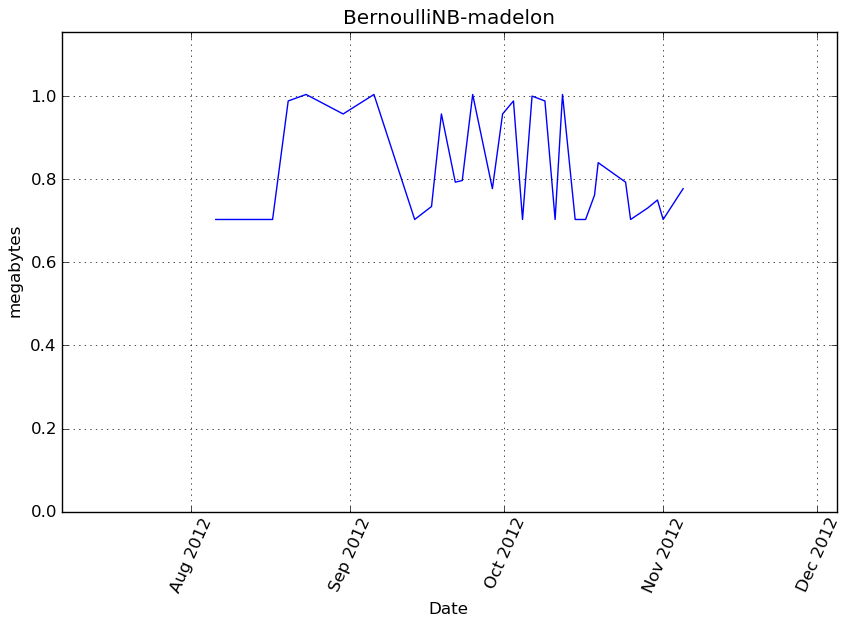 BernoulliNB-madelon
1.0
0.8
0.6
0.4
0.2
0.0
megabytes
Aug 2012
Sep 2012
Oct 2012
Nov 2012
Dec 2012
Date